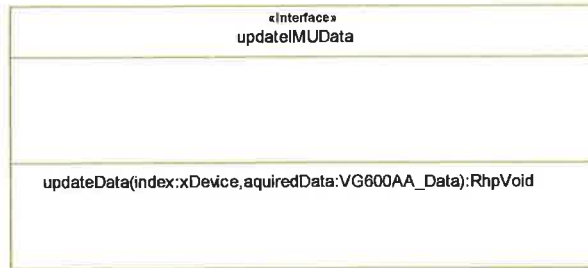 «Interface»
updateIMUData
updateData(index:xDevice,aquiredData:VG600AA_Data):RhpVoid